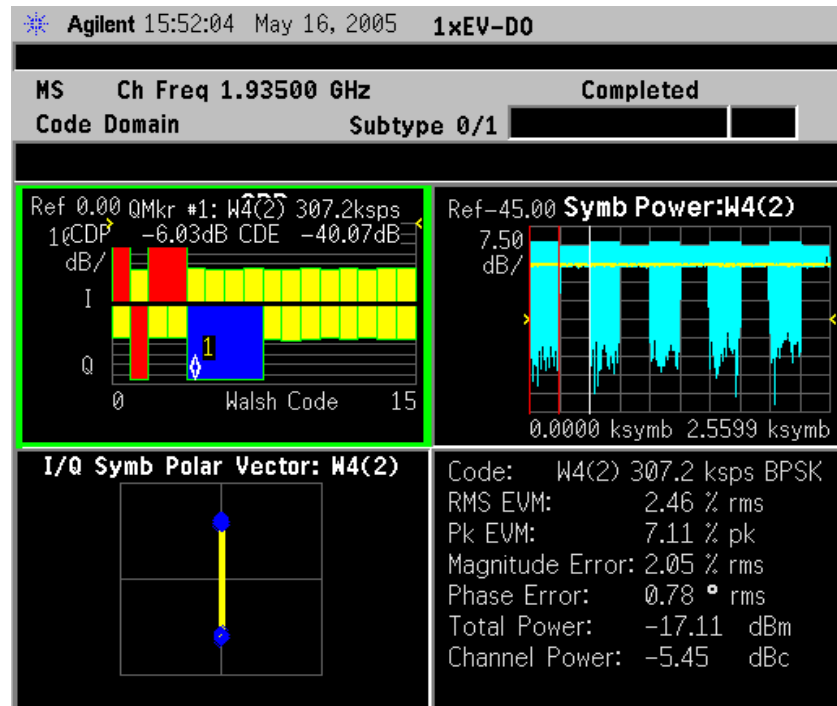 Agilent 15:52:04 May 16, 2005 1xEV-DO
MS Ch Freq 1.93500 GHz Completed
Code Domain Subtype 0/1
Ref 0.00 QMkr #1: W4(2) 307.2ksps
10 CDP -6.03dB CDE -40.07dB
dB/
I
1
Q
0 Walsh Code 15
Ref-45.00 Symb Power:W4(2)
7.50
dB/
0.0000 ksymb 2.5599 ksymb
I/Q Symb Polar Vector: W4(2)
Code: W4(2) 307.2 ksps BPSK
RMS EVM: 2.46 % rms
Pk EVM: 7.11 % pk
Magnitude Error: 2.05 % rms
Phase Error: 0.78 ° rms
Total Power: -17.11 dBm
Channel Power: -5.45 dBc